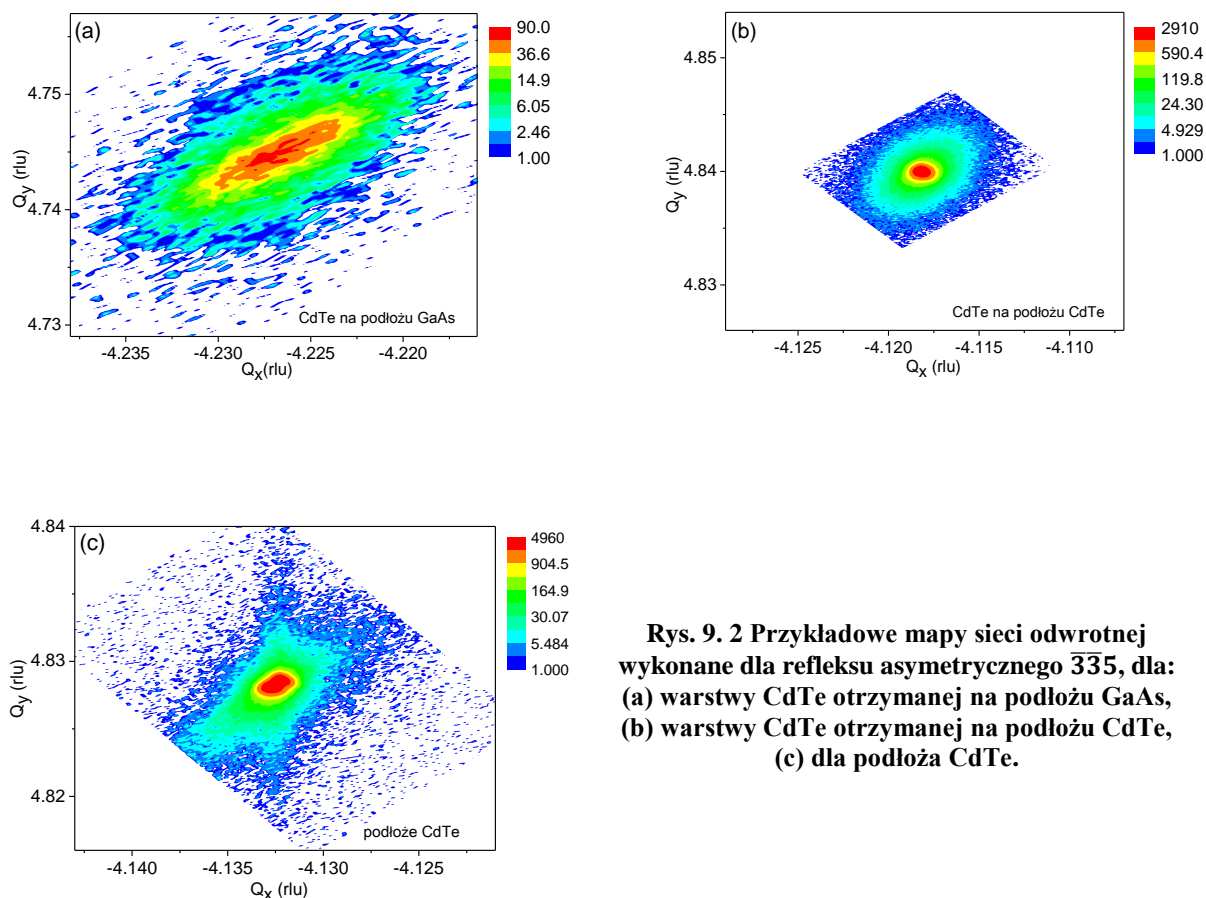 (a)
90.0
36.6
14.9
6.05
2.46
1.00
4.75
4.74
4.73
Qy (rlu)
CdTe na podłożu GaAs
-4.235 -4.230 -4.225 -4.220
Qx(rlu)
(b)
2910
590.4
119.8
24.30
4.929
1.000
4.85
4.84
4.83
Qy (rlu)
CdTe na podłożu CdTe
-4.125 -4.120 -4.115 -4.110
Qx (rlu)
(c)
4960
904.5
164.9
30.07
5.484
1.000
4.84
4.83
4.82
Qy (rlu)
podłoże CdTe
-4.140 -4.135 -4.130 -4.125
Qx (rlu)
Rys. 9. 2 Przykładowe mapy sieci odwrotnej
wykonane dla refleksu asymetrycznego 3̅3̅5, dla:
(a) warstwy CdTe otrzymanej na podłożu GaAs,
(b) warstwy CdTe otrzymanej na podłożu CdTe,
(c) dla podłoża CdTe.